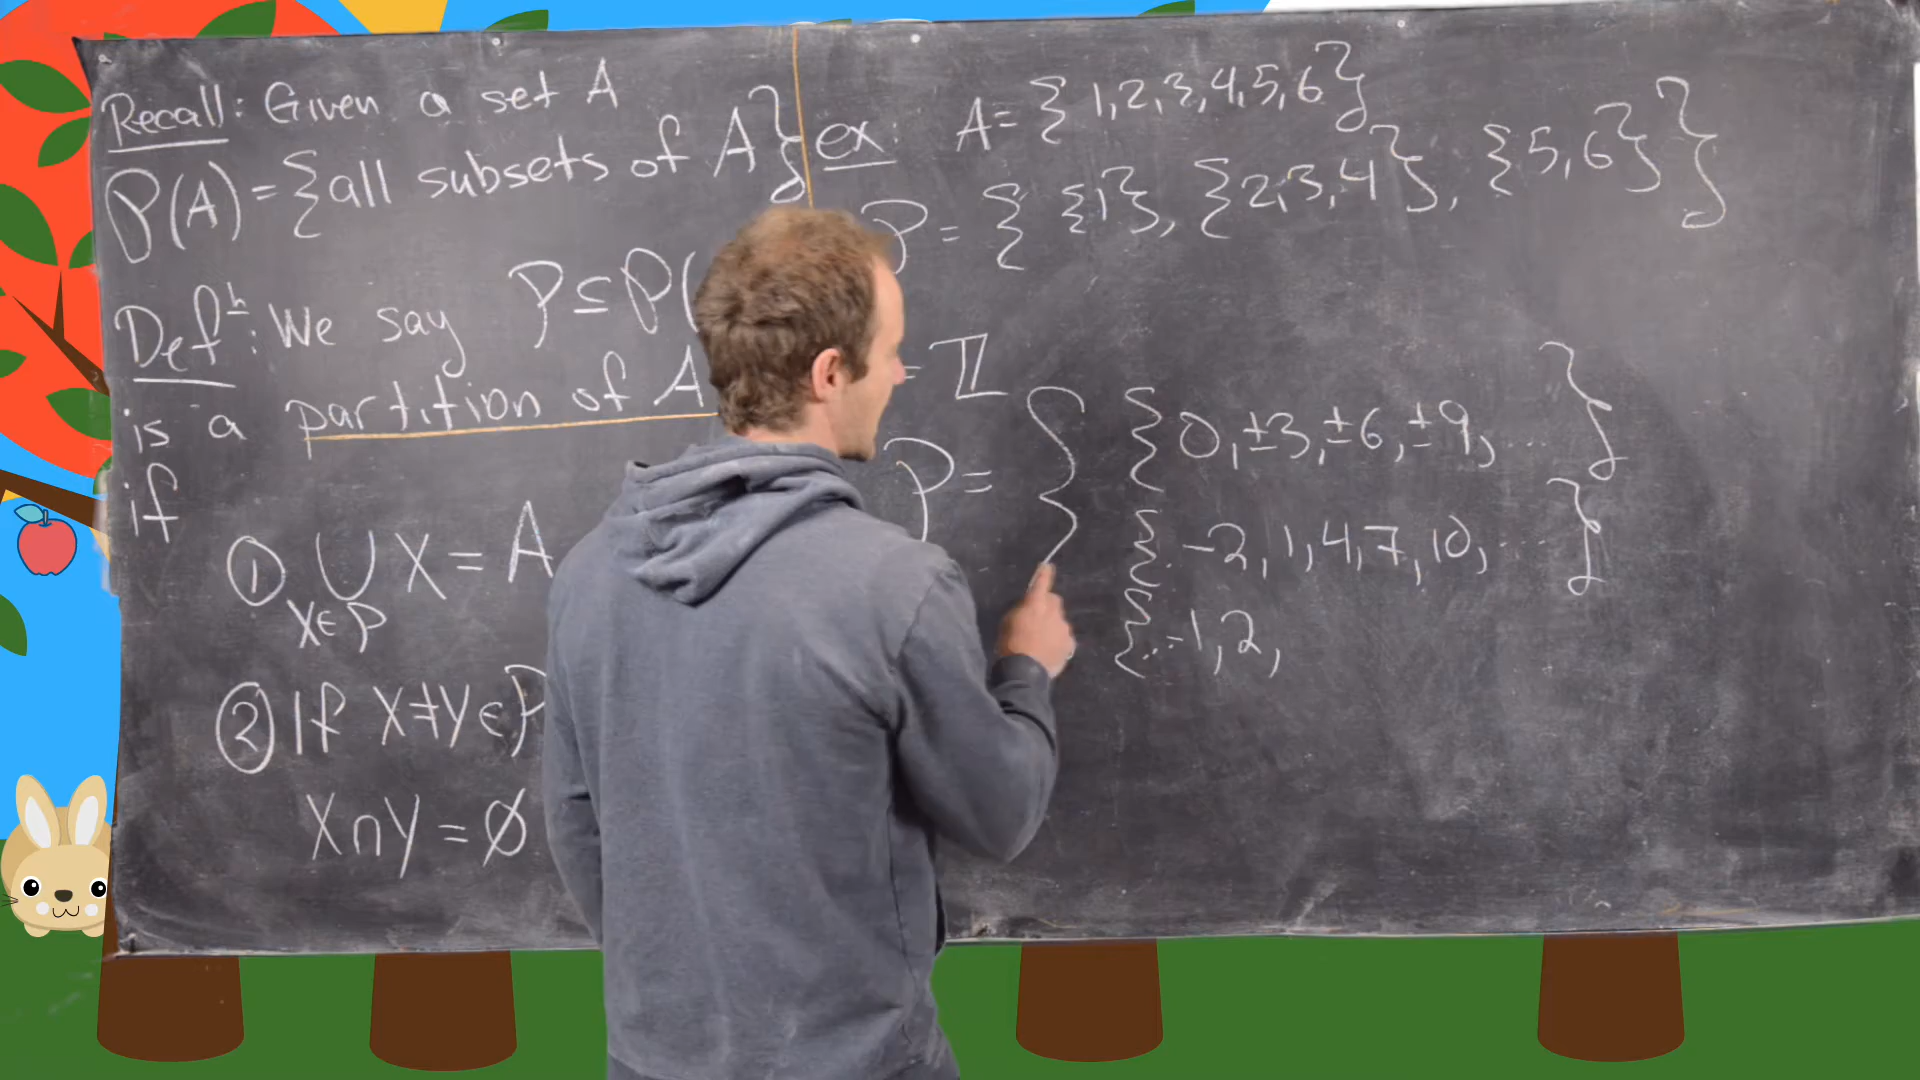 Recall: Given a set A
P(A) = {all subsets of A}
Defⁿ: We say P ⊆ P(
is a partition of A
if
① ⋃ X = A
X∈P
② If X≠Y ∈ P
X∩Y = ∅
ex: A = {1,2,3,4,5,6}
P = { {1}, {2,3,4}, {5,6} }
= ℤ
P = { {0, ±3, ±6, ±9, ... }
{.. -2, 1, 4, 7, 10, ... }
{... -1, 2,